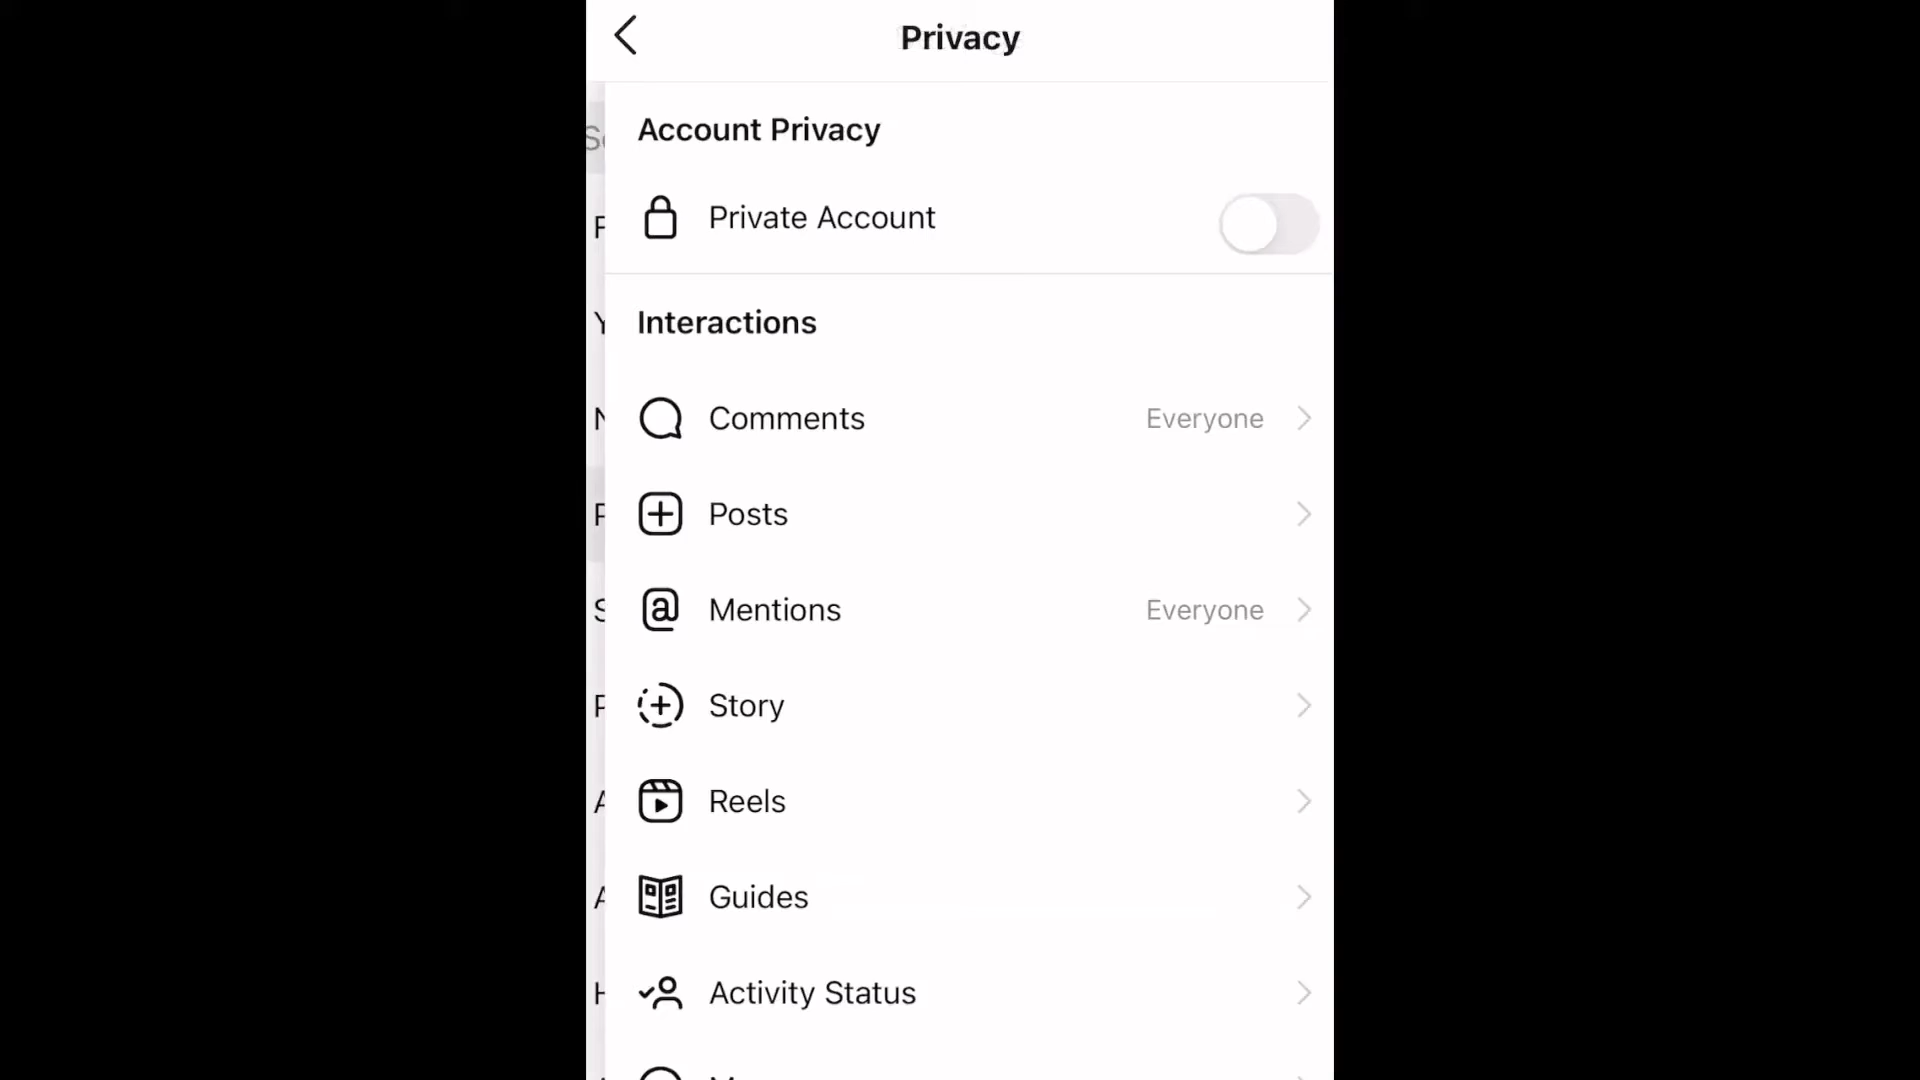 Privacy
Account Privacy
Private Account
Interactions
Comments Everyone
Posts
Mentions Everyone
Story
Reels
Guides
Activity Status